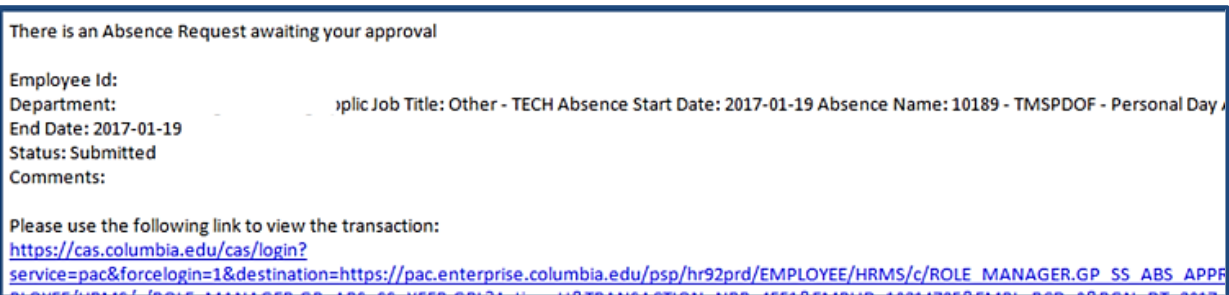 There is an Absence Request awaiting your approval
Employee Id:
Department: Job Title: Other - TECH Absence Start Date: 2017-01-19 Absence Name: 10189 - TMSPDOF - Personal Day
End Date: 2017-01-19
Status: Submitted
Comments:
Please use the following link to view the transaction:
https://cas.columbia.edu/cas/login?
service=pac&forcelogin=1&destination=https://pac.enterprise.columbia.edu/psp/hr92prd/EMPLOYEE/HRMS/c/ROLE_MANAGER.GP_SS_ABS_APPR